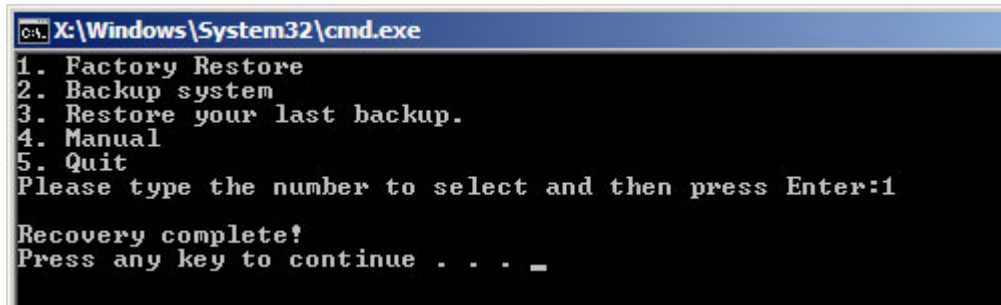 X:\Windows\System32\cmd.exe
1. Factory Restore
2. Backup system
3. Restore your last backup.
4. Manual
5. Quit
Please type the number to select and then press Enter:1
Recovery complete!
Press any key to continue . . . _